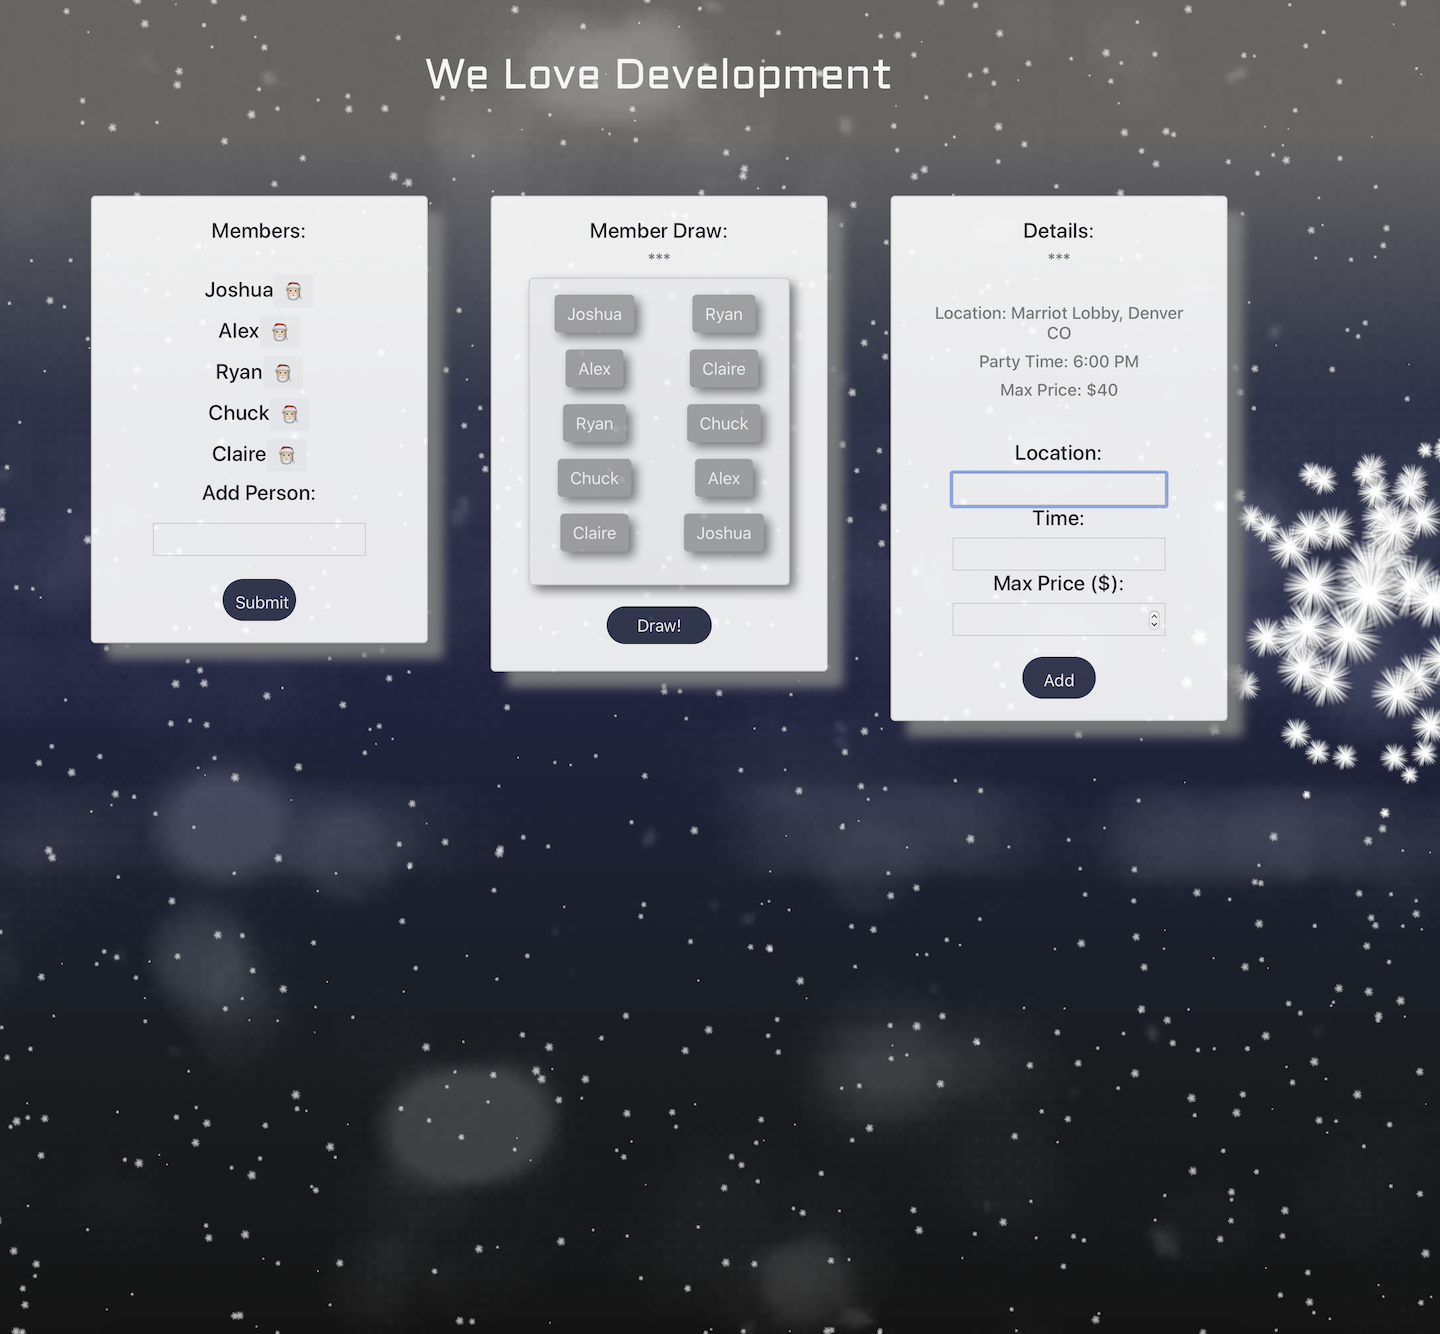 We Love Development
Members:
Joshua
Alex
Ryan
Chuck
Claire
Add Person:
Submit
Member Draw:
***
Joshua Ryan
Alex Claire
Ryan Chuck
Chuck Alex
Claire Joshua
Draw!
Details:
***
Location: Marriot Lobby, Denver
CO
Party Time: 6:00 PM
Max Price: $40
Location:
Time:
Max Price ($):
Add